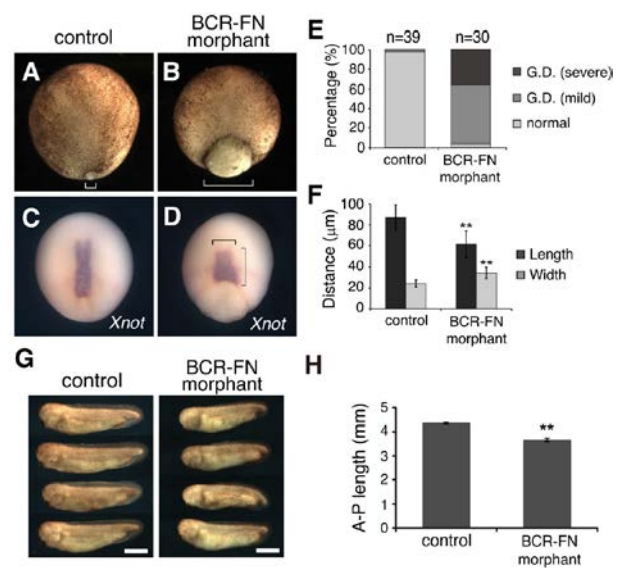 control
BCR-FN
morphant
A
B
C
Xnot
D
Xnot
E
n=39
n=30
Percentage (%)
100
80
60
40
20
0
control
BCR-FN
morphant
G.D. (severe)
G.D. (mild)
normal
F
Distance (μm)
100
80
60
40
20
0
**
**
control
BCR-FN
morphant
Length
Width
G
control
BCR-FN
morphant
H
A-P length (mm)
5
4
3
2
1
0
**
control
BCR-FN
morphant